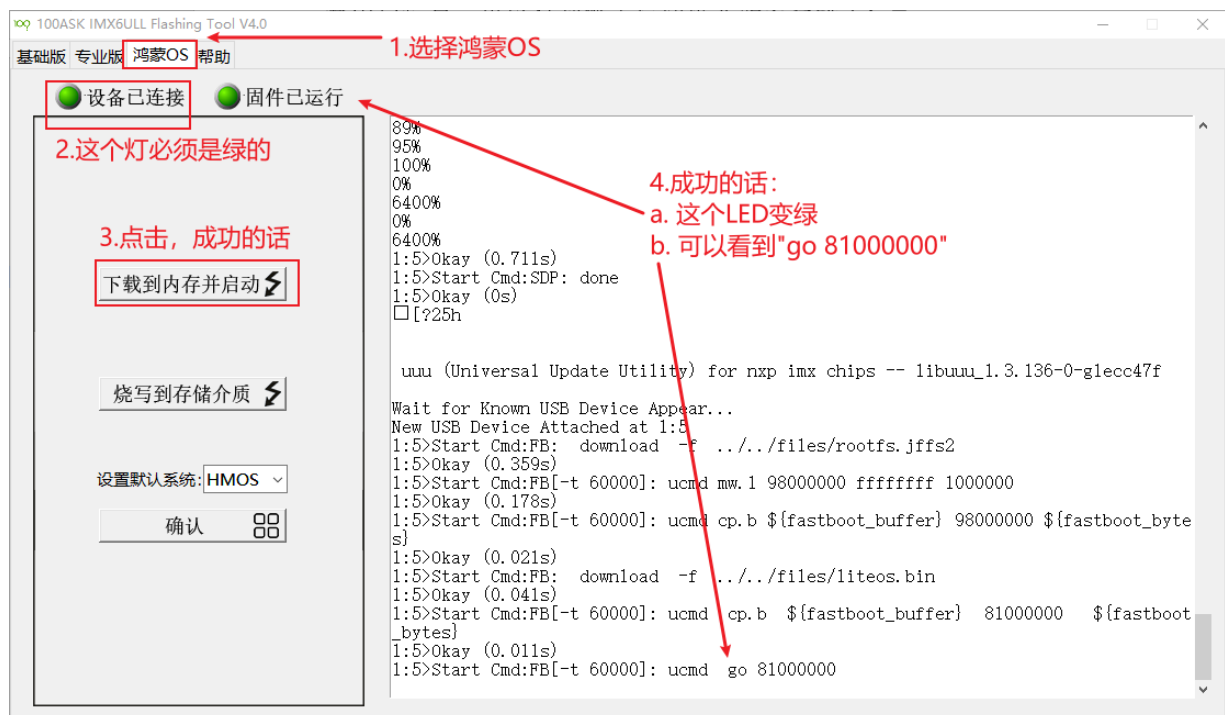 100ASK IMX6ULL Flashing Tool V4.0
基础版 专业版 鸿蒙OS 帮助
1.选择鸿蒙OS
设备已连接 固件已运行
2.这个灯必须是绿的
3.点击，成功的话
下载到内存并启动
烧写到存储介质
设置默认系统: HMOS
确认
4.成功的话：
a. 这个LED变绿
b. 可以看到"go 81000000"
89%
95%
100%
0%
6400%
0%
6400%
1:5>Okay (0.711s)
1:5>Start Cmd:SDP: done
1:5>Okay (0s)
□[?25h
uuu (Universal Update Utility) for nxp imx chips -- libuuu_1.3.136-0-g1ecc47f
Wait for Known USB Device Appear...
New USB Device Attached at 1:5
1:5>Start Cmd:FB: download -f ../../files/rootfs.jffs2
1:5>Okay (0.359s)
1:5>Start Cmd:FB[-t 60000]: ucmd mw.l 98000000 ffffffff 1000000
1:5>Okay (0.178s)
1:5>Start Cmd:FB[-t 60000]: ucmd cp.b ${fastboot_buffer} 98000000 ${fastboot_byte
s}
1:5>Okay (0.021s)
1:5>Start Cmd:FB: download -f ../../files/liteos.bin
1:5>Okay (0.041s)
1:5>Start Cmd:FB[-t 60000]: ucmd cp.b ${fastboot_buffer} 81000000 ${fastboot
_bytes}
1:5>Okay (0.011s)
1:5>Start Cmd:FB[-t 60000]: ucmd go 81000000